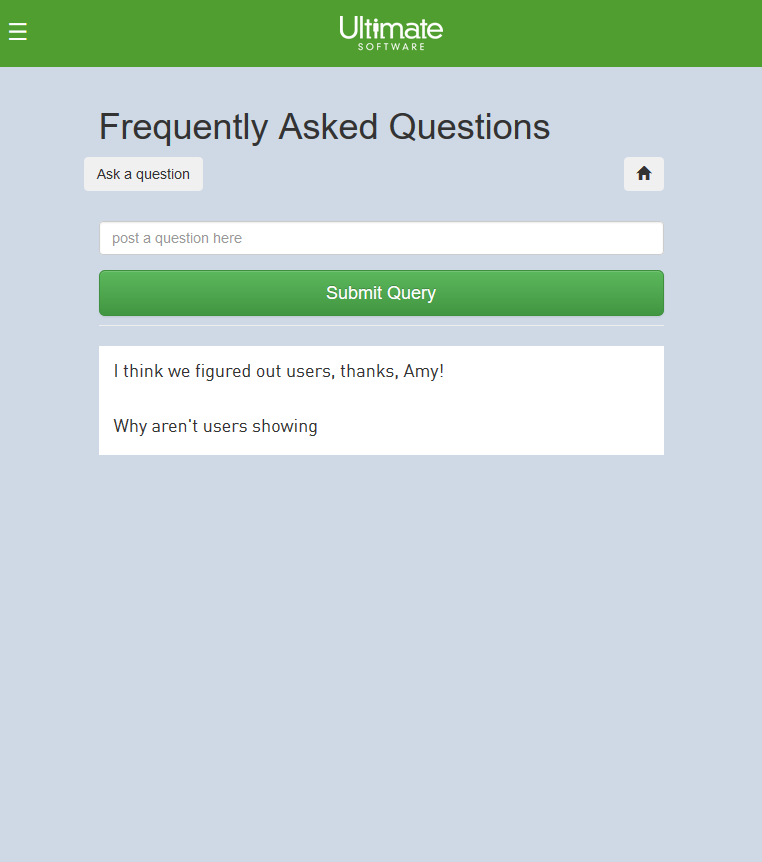 Ultimate
SOFTWARE
Frequently Asked Questions
Ask a question
post a question here
Submit Query
I think we figured out users, thanks, Amy!
Why aren't users showing